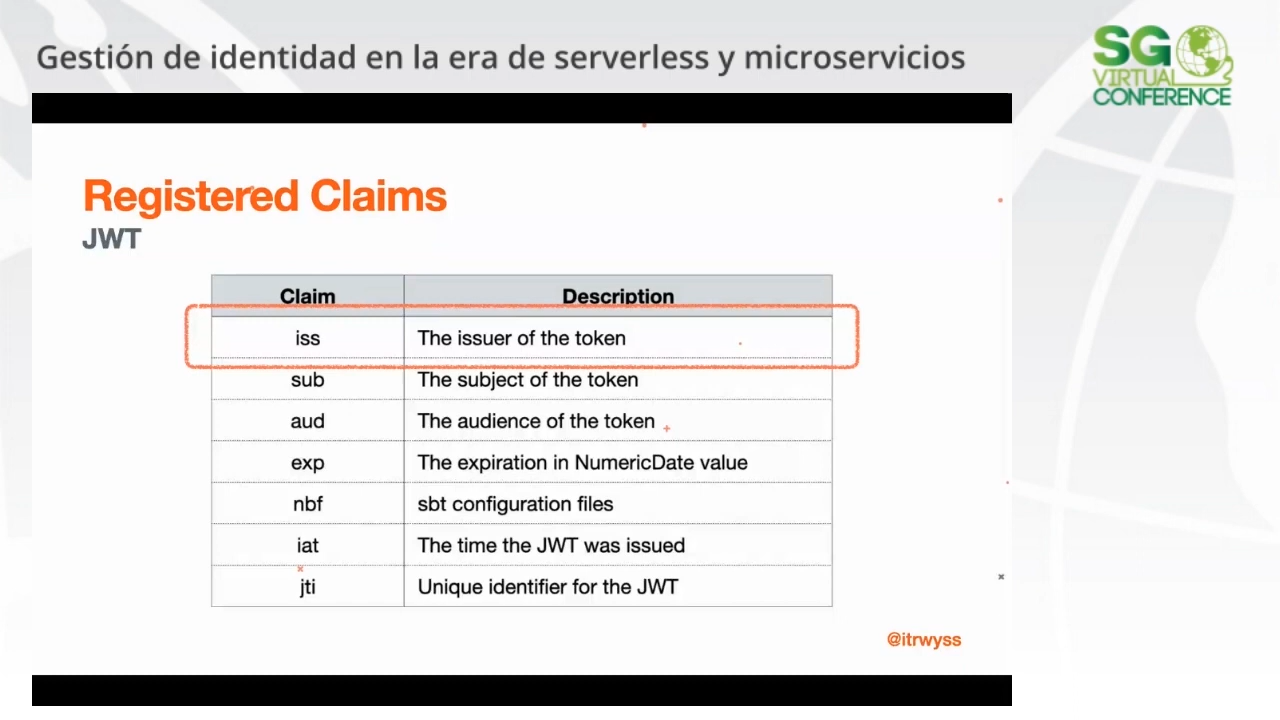 Gestión de identidad en la era de serverless y microservicios
SG
VIRTUAL
CONFERENCE
Registered Claims
JWT
Claim Description
iss The issuer of the token
sub The subject of the token
aud The audience of the token
exp The expiration in NumericDate value
nbf sbt configuration files
iat The time the JWT was issued
jti Unique identifier for the JWT
@itrwyss